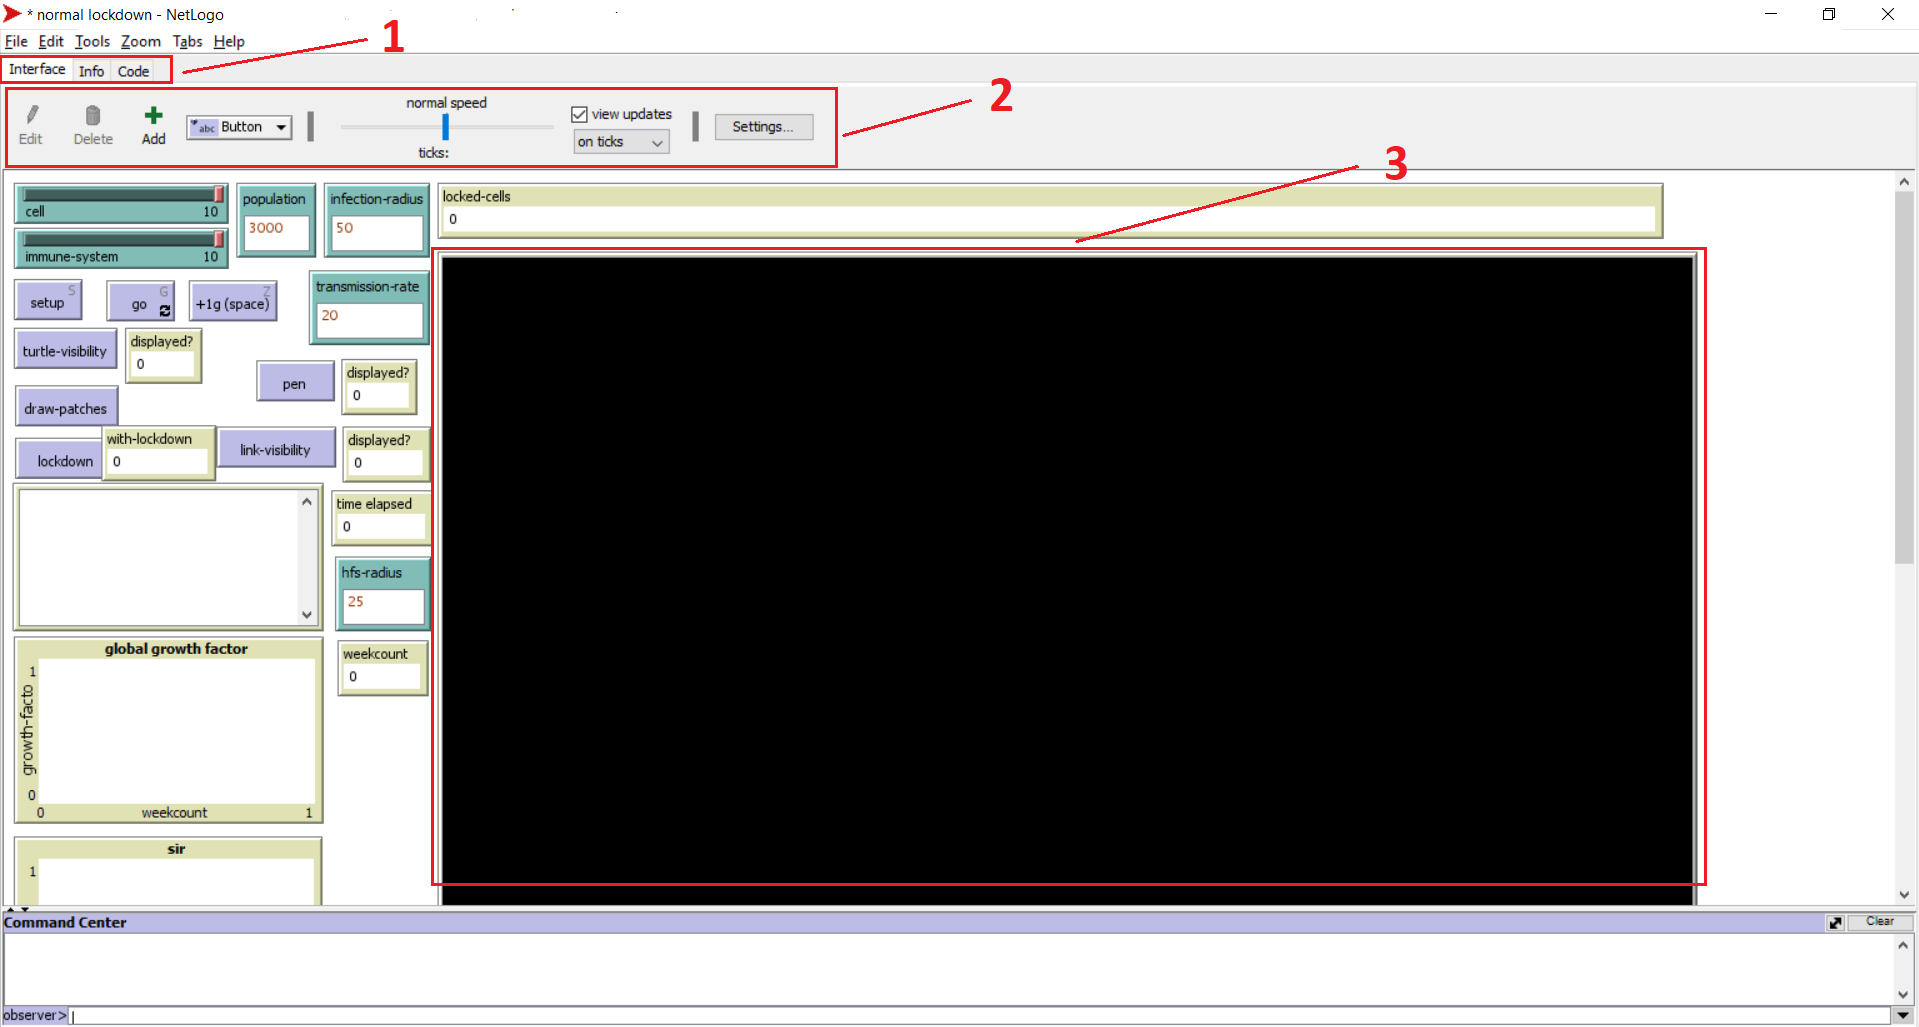 * normal lockdown - NetLogo
File Edit Tools Zoom Tabs Help
1
Interface Info Code
2
Edit Delete Add abc Button normal speed ticks: view updates on ticks Settings...
3
cell 10
immune-system 10
population 3000
infection-radius 50
locked-cells
0
transmission-rate
20
S setup
G go
Z +1g (space)
turtle-visibility
displayed?
0
pen
displayed?
0
draw-patches
lockdown
with-lockdown
0
link-visibility
displayed?
0
time elapsed
0
hfs-radius
25
weekcount
0
global growth factor
1
growth-facto
0
0 weekcount 1
sir
1
Command Center Clear
observer>